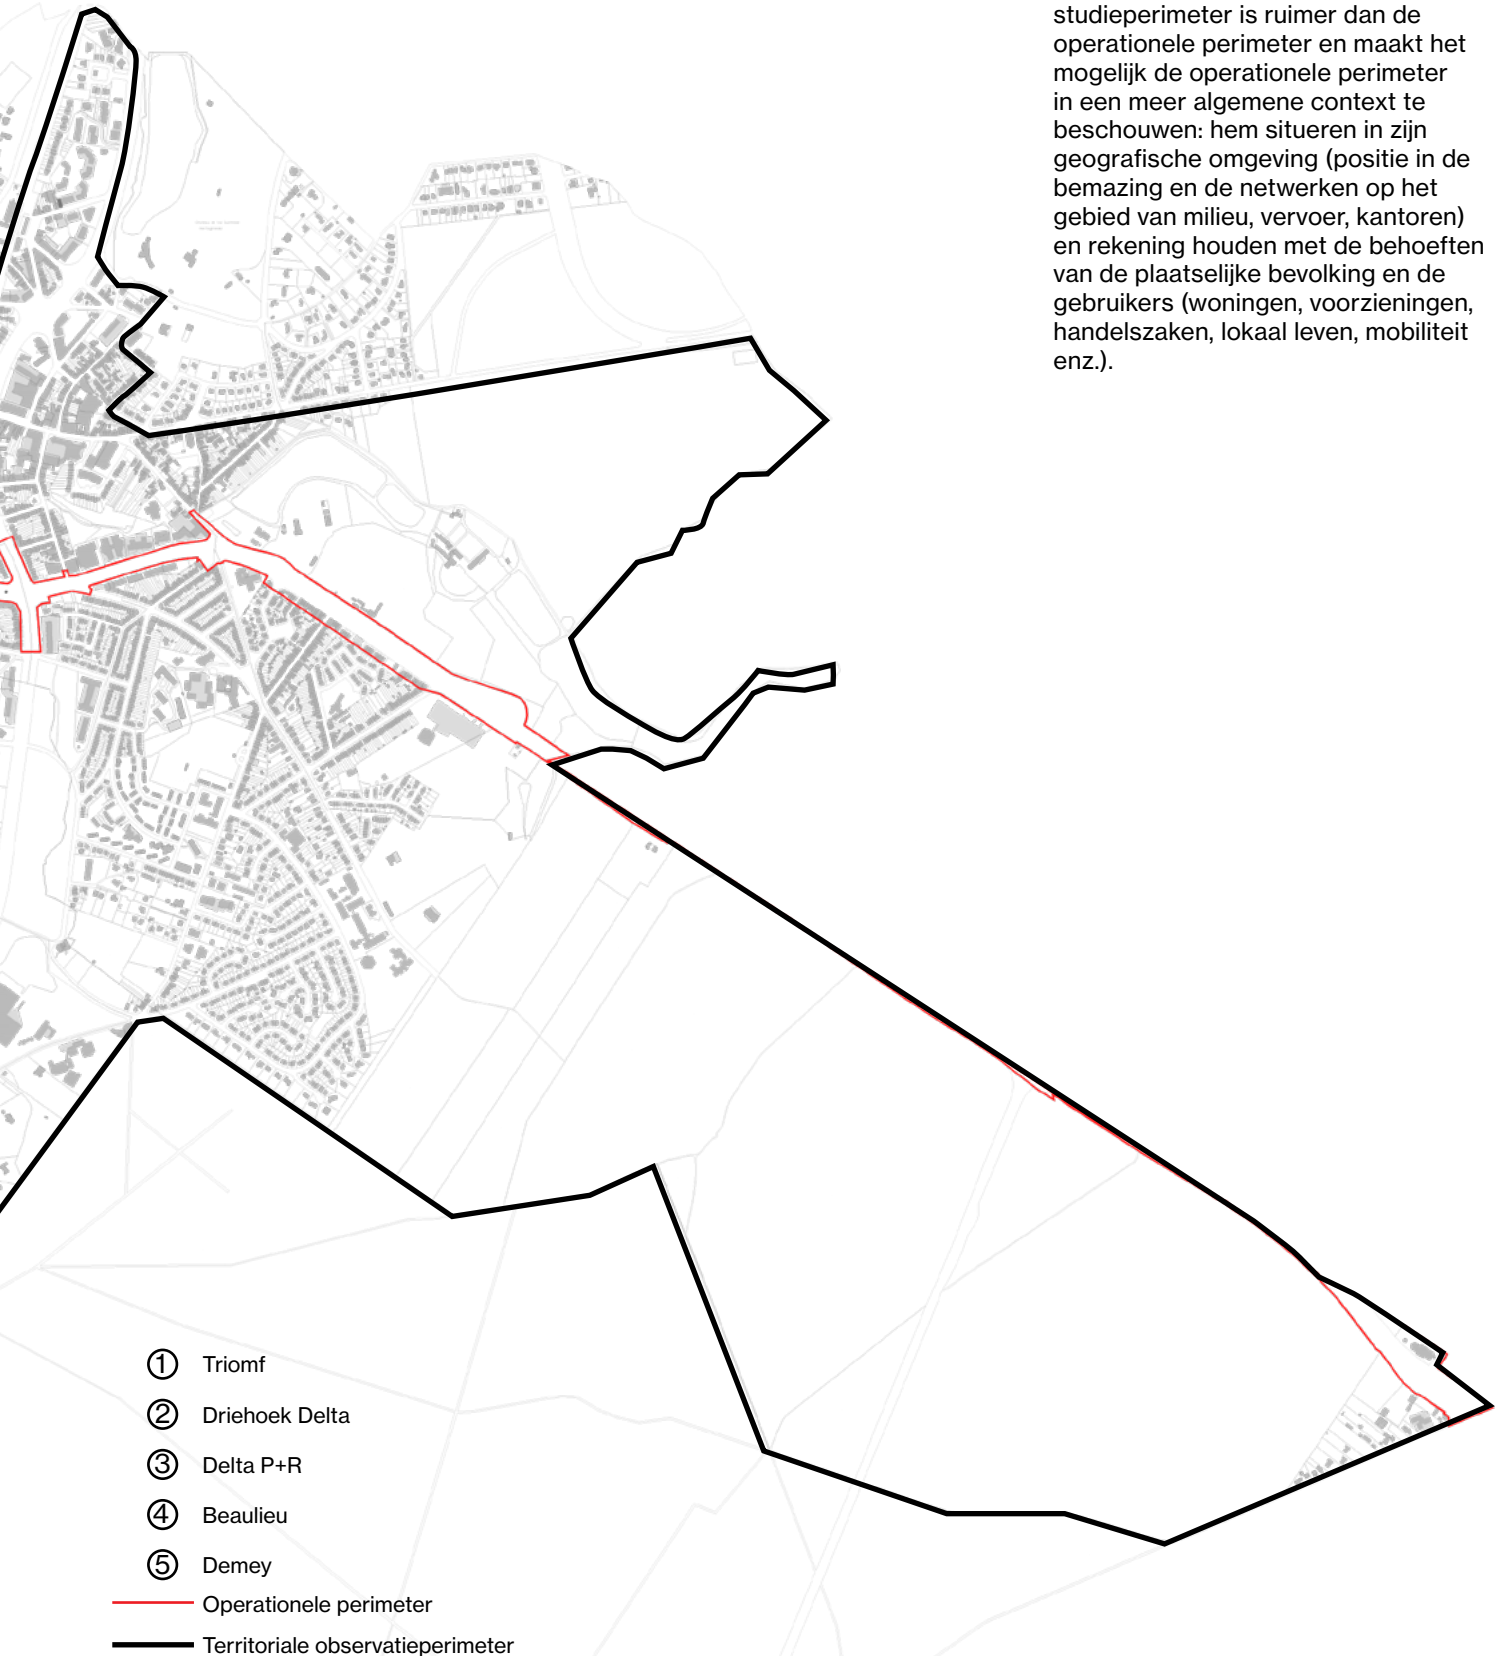 studieperimeter is ruimer dan de
operationele perimeter en maakt het
mogelijk de operationele perimeter
in een meer algemene context te
beschouwen: hem situeren in zijn
geografische omgeving (positie in de
bemazing en de netwerken op het
gebied van milieu, vervoer, kantoren)
en rekening houden met de behoeften
van de plaatselijke bevolking en de
gebruikers (woningen, voorzieningen,
handelszaken, lokaal leven, mobiliteit
enz.).
① Triomf
② Driehoek Delta
③ Delta P+R
④ Beaulieu
⑤ Demey
Operationele perimeter
Territoriale observatieperimeter